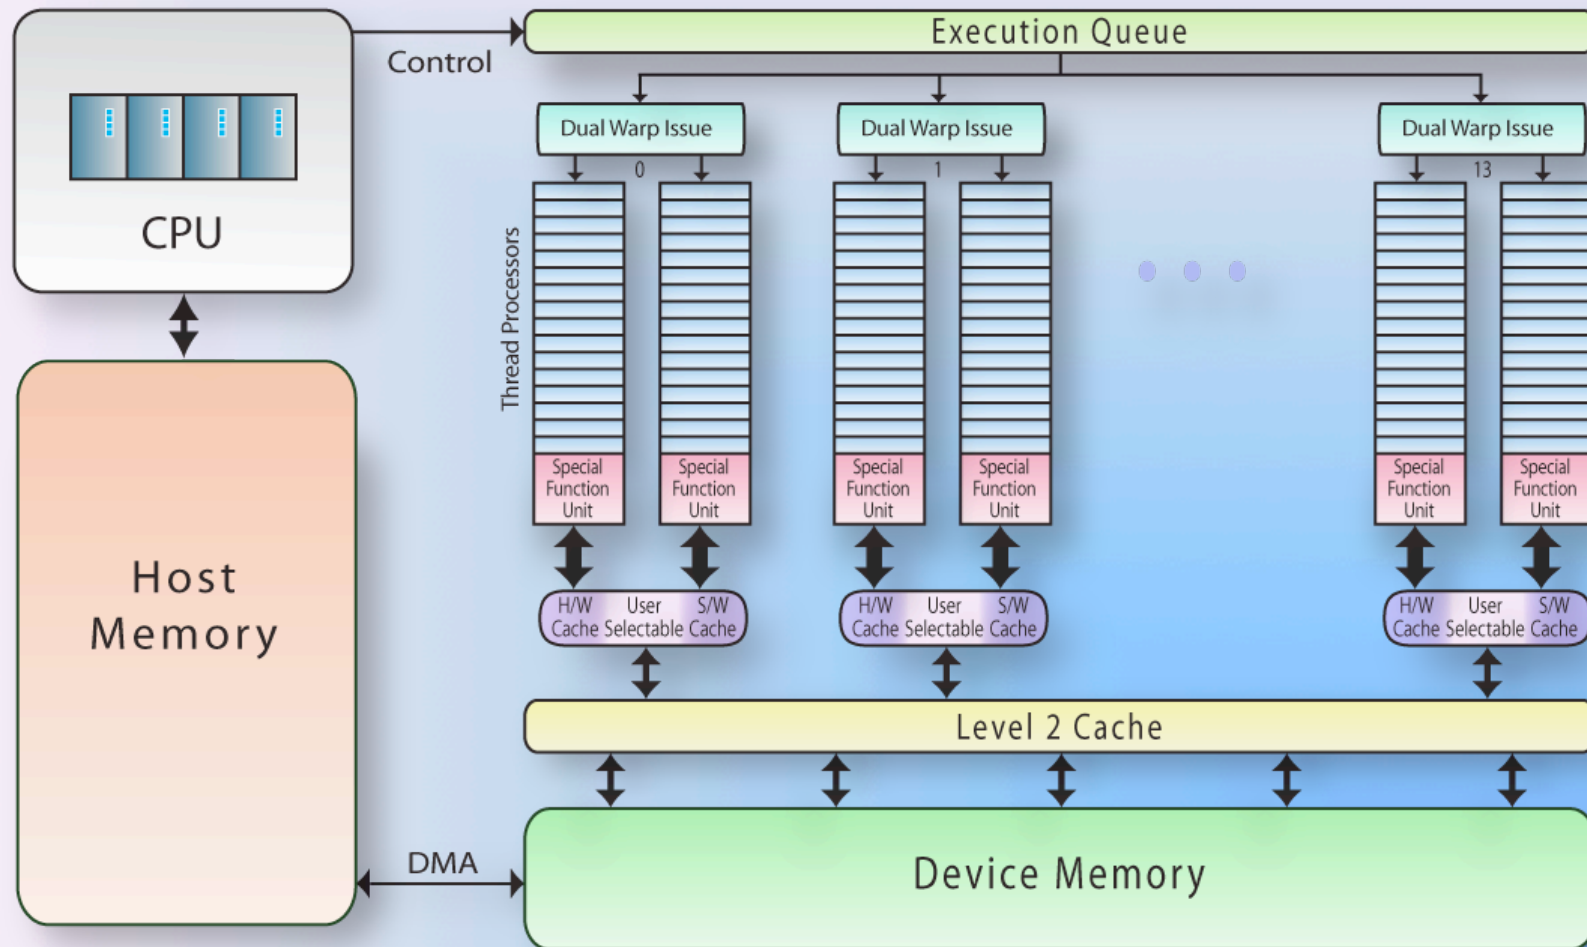 Execution Queue
Control
Dual Warp Issue
Dual Warp Issue
Dual Warp Issue
0
1
13
CPU
Thread Processors
Special
Function
Unit
Special
Function
Unit
Special
Function
Unit
Special
Function
Unit
Special
Function
Unit
Special
Function
Unit
Host
Memory
H/W User S/W
Cache Selectable Cache
H/W User S/W
Cache Selectable Cache
H/W User S/W
Cache Selectable Cache
Level 2 Cache
DMA
Device Memory